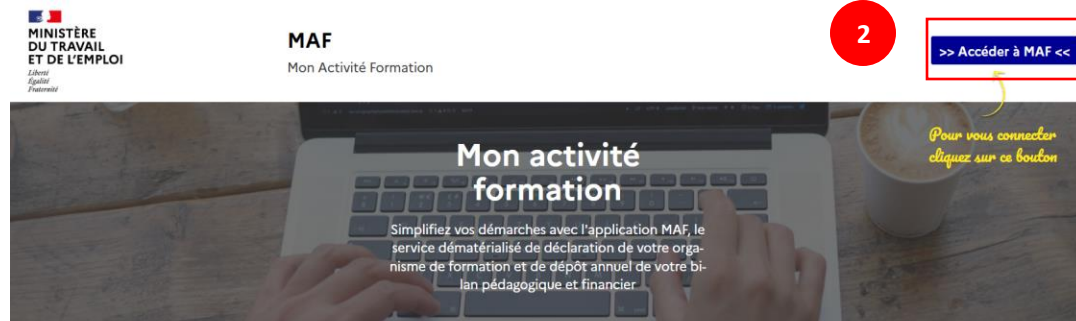 MINISTÈRE
DU TRAVAIL
ET DE L'EMPLOI
Liberté
Égalité
Fraternité
MAF
Mon Activité Formation
2
>> Accéder à MAF <<
Pour vous connecter
cliquez sur ce bouton
Mon activité
formation
Simplifiez vos démarches avec l'application MAF, le
service dématérialisé de déclaration de votre orga-
nisme de formation et de dépôt annuel de votre bi-
lan pédagogique et financier